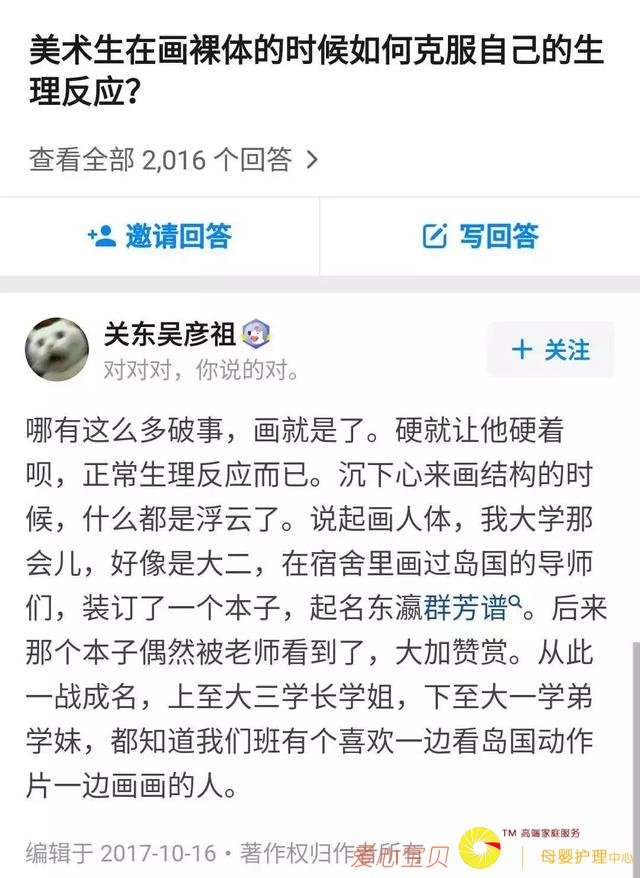 美术生在画裸体的时候如何克服自己的生
理反应?
查看全部 2,016 个回答 >
邀请回答
写回答
关东吴彦祖
对对对，你说的对。
+ 关注
哪有这么多破事，画就是了。硬就让他硬着
呗，正常生理反应而已。沉下心来画结构的时
候，什么都是浮云了。说起画人体，我大学那
会儿，好像是大二，在宿舍里画过岛国的导师
们，装订了一个本子，起名东瀛群芳谱。后来
那个本子偶然被老师看到了，大加赞赏。从此
一战成名，上至大三学长学姐，下至大一学弟
学妹，都知道我们班有个喜欢一边看岛国动作
片一边画画的人。
编辑于 2017-10-16 · 著作权归作者所有
爱心宝贝
TM 高端家庭服务
母婴护理中心